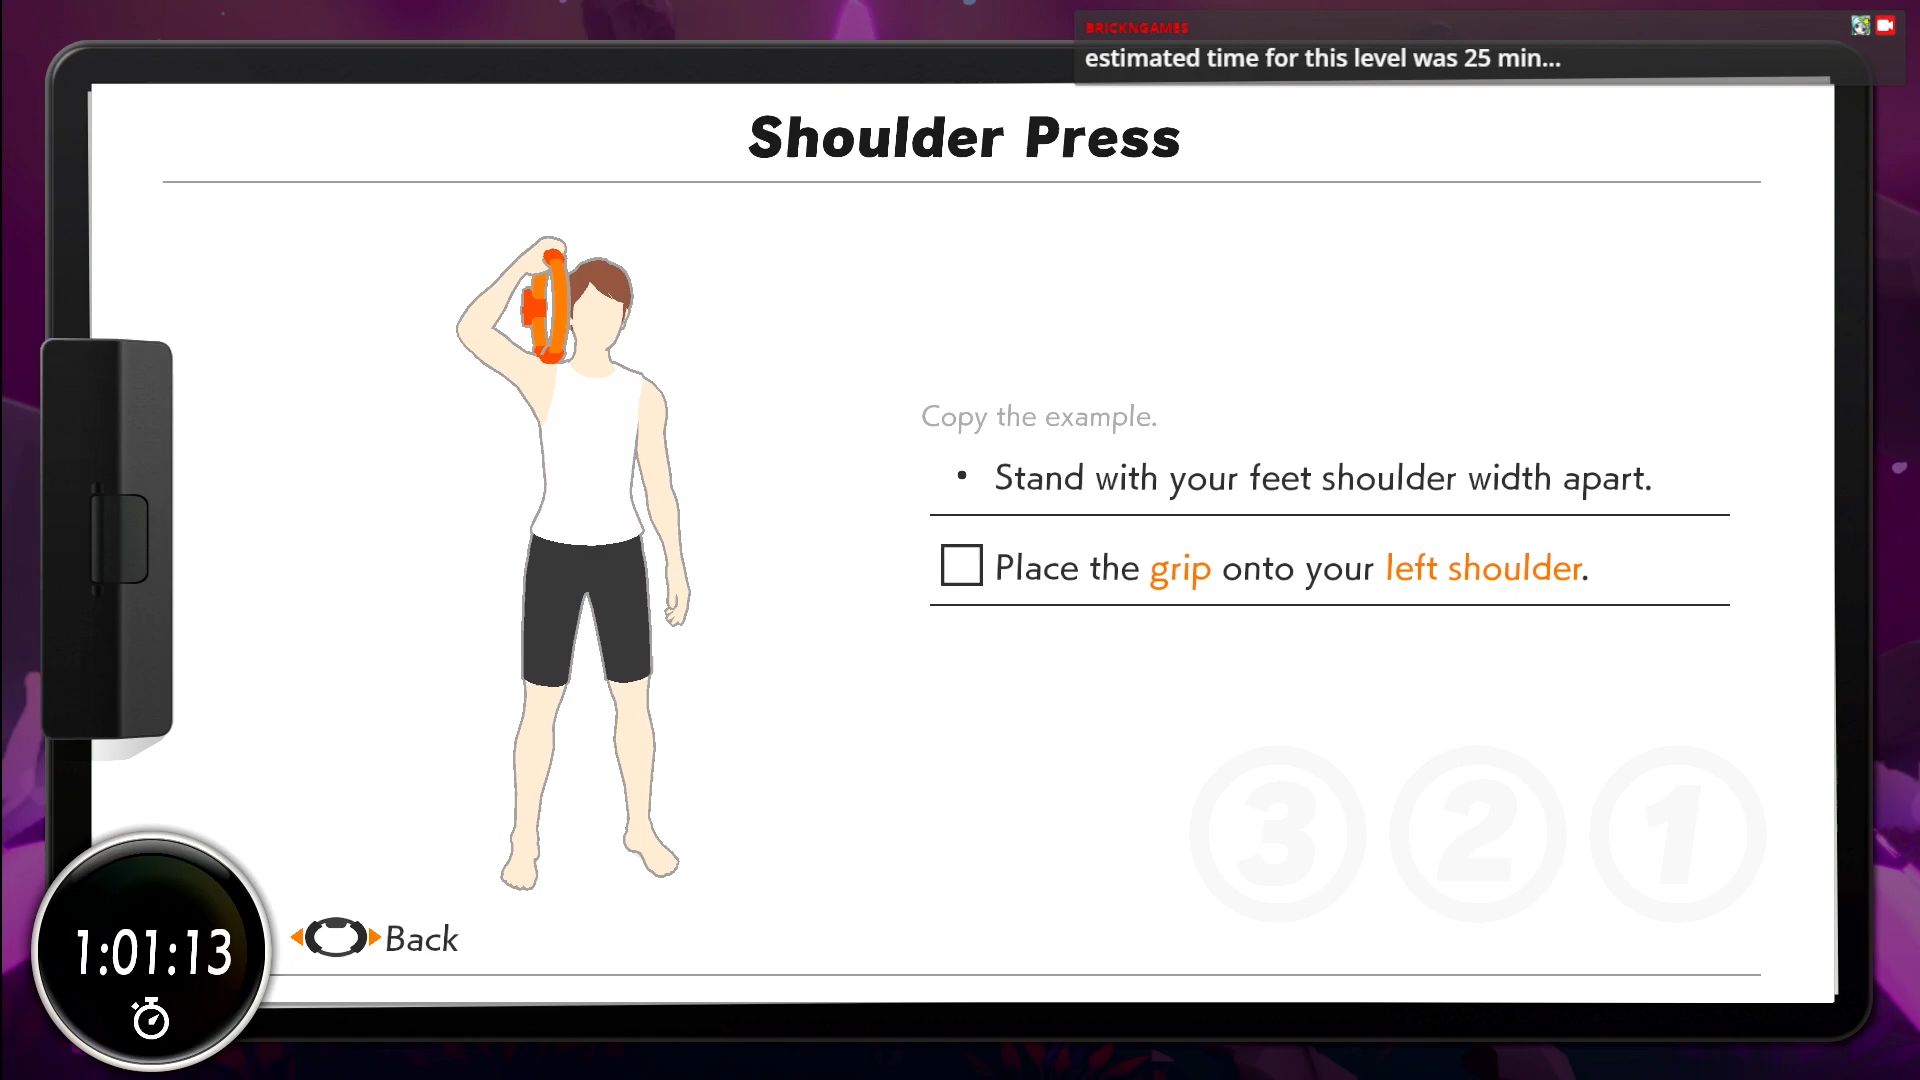 BRICKNGAMES
estimated time for this level was 25 min...
Shoulder Press
Copy the example.
• Stand with your feet shoulder width apart.
Place the grip onto your left shoulder.
3 2 1
Back
1:01:13